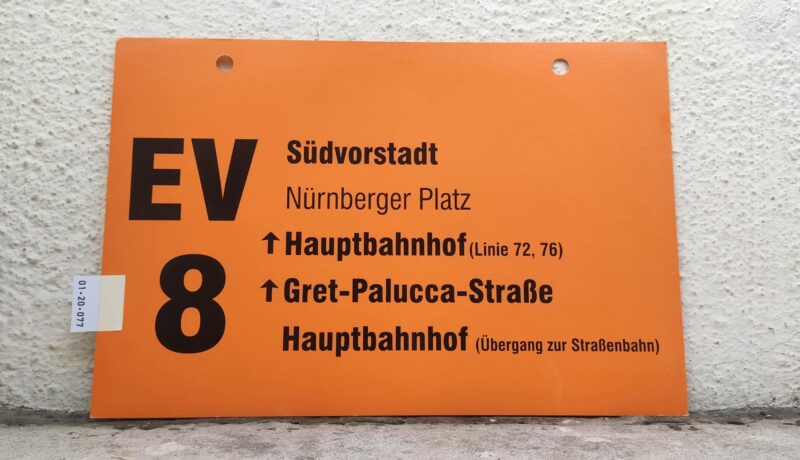 EV 8
Südvorstadt
Nürnberger Platz
↑ Hauptbahnhof (Linie 72, 76)
↑ Gret-Palucca-Straße
Hauptbahnhof (Übergang zur Straßenbahn)
01-20-077